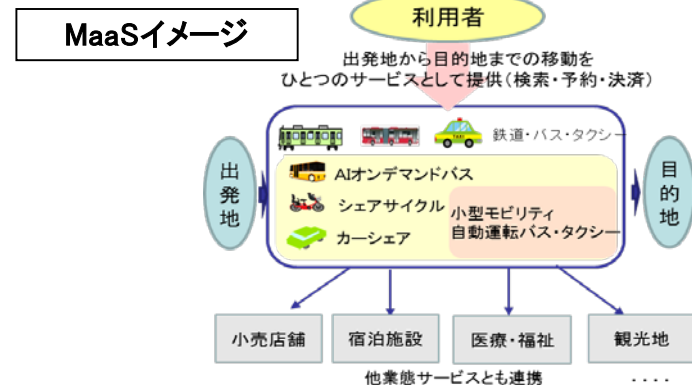 MaaSイメージ
利用者
出発地から目的地までの移動を
ひとつのサービスとして提供(検索・予約・決済)
TAXI
鉄道・バス・タクシー
出発地
AIオンデマンドバス
シェアサイクル
カーシェア
小型モビリティ
自動運転バス・タクシー
目的地
小売店舗
宿泊施設
医療・福祉
観光地
他業態サービスとも連携
....